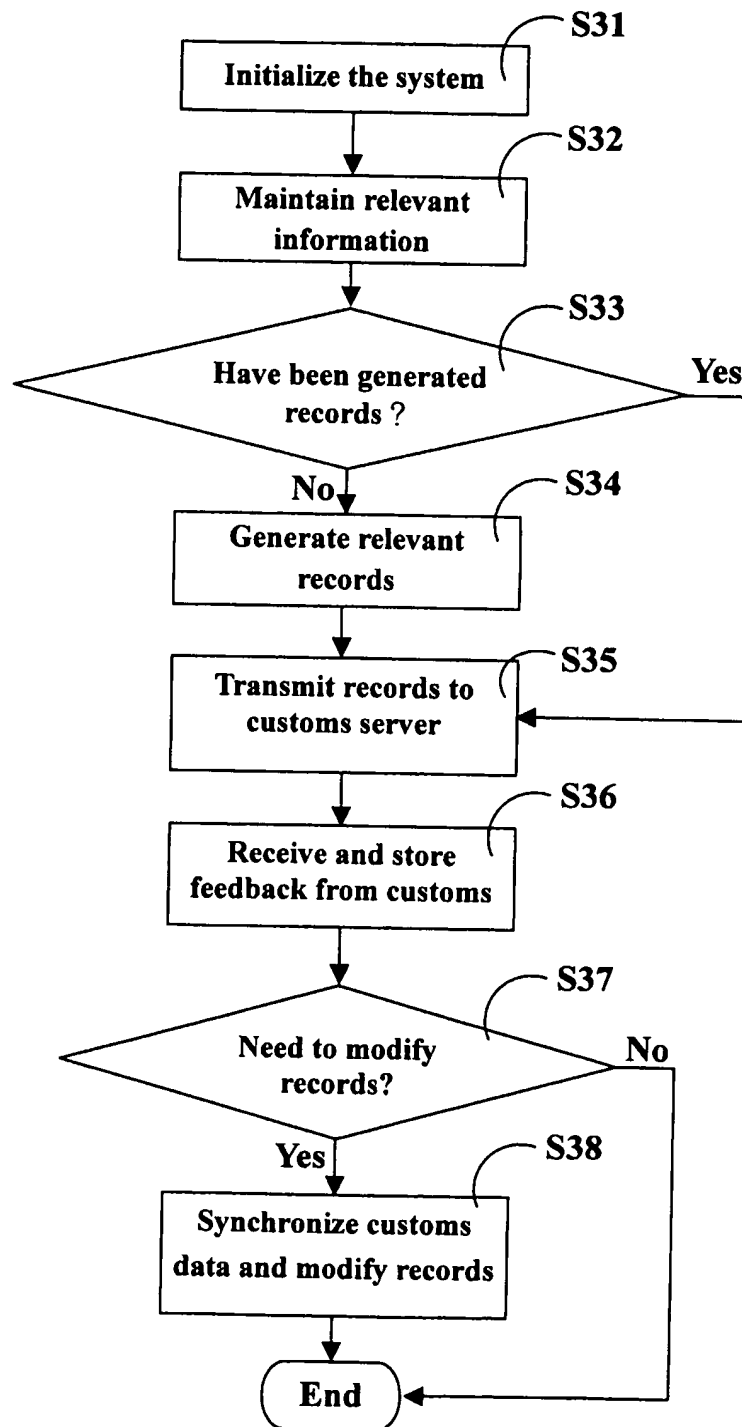 S31
Initialize the system
S32
Maintain relevant
information
S33
Have been generated
records?
Yes
No
S34
Generate relevant
records
S35
Transmit records to
customs server
S36
Receive and store
feedback from customs
S37
Need to modify
records?
No
Yes
S38
Synchronize customs
data and modify records
End